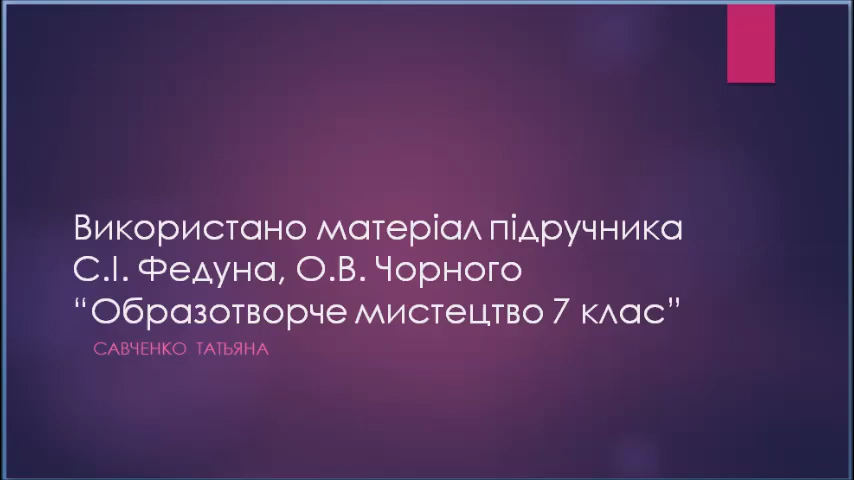 Використано матеріал підручника
С.І. Федуна, О.В. Чорного
“Образотворче мистецтво 7 клас”
САВЧЕНКО ТАТЬЯНА